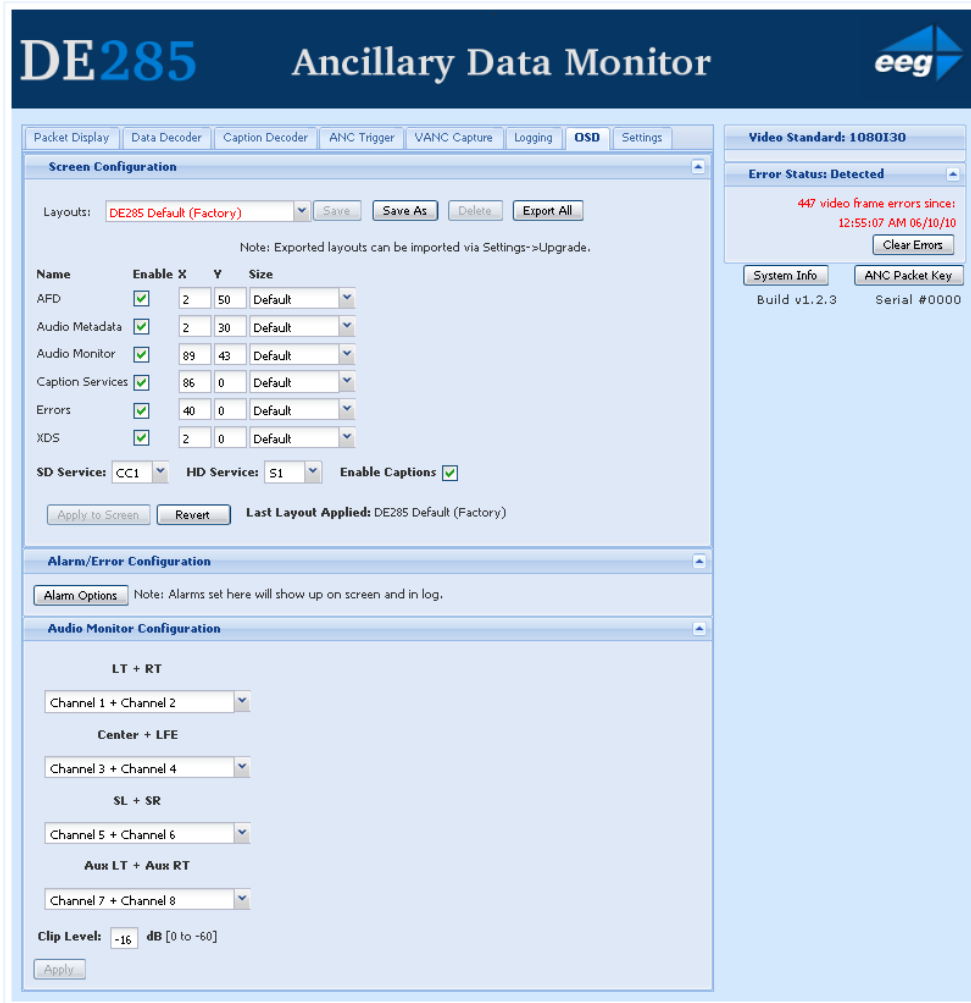 DE285 Ancillary Data Monitor eeg
Packet Display Data Decoder Caption Decoder ANC Trigger VANC Capture Logging OSD Settings
Screen Configuration
Layouts: DE285 Default (Factory) Save Save As Delete Export All
Note: Exported layouts can be imported via Settings->Upgrade.
Name Enable X Y Size
AFD 2 50 Default
Audio Metadata 2 30 Default
Audio Monitor 89 43 Default
Caption Services 86 0 Default
Errors 40 0 Default
XDS 2 0 Default
SD Service: CC1 HD Service: S1 Enable Captions
Apply to Screen Revert Last Layout Applied: DE285 Default (Factory)
Alarm/Error Configuration
Alarm Options Note: Alarms set here will show up on screen and in log.
Audio Monitor Configuration
LT + RT
Channel 1 + Channel 2
Center + LFE
Channel 3 + Channel 4
SL + SR
Channel 5 + Channel 6
Aux LT + Aux RT
Channel 7 + Channel 8
Clip Level: -16 dB [0 to -60]
Apply
Video Standard: 1080I30
Error Status: Detected
447 video frame errors since:
12:55:07 AM 06/10/10
Clear Errors
System Info ANC Packet Key
Build v1.2.3 Serial #0000